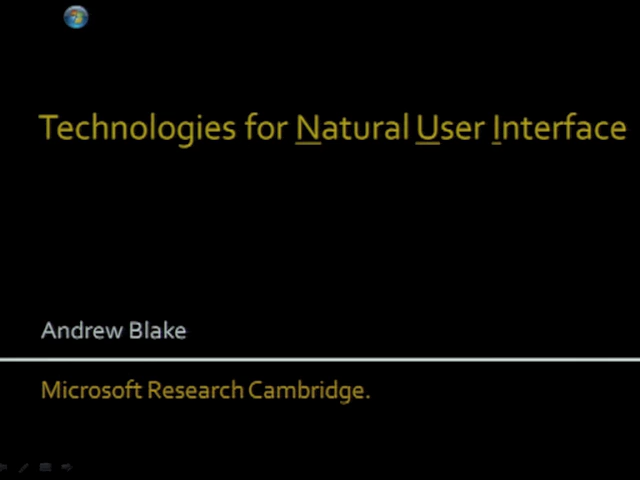 Technologies for Natural User Interface
Andrew Blake
Microsoft Research Cambridge.